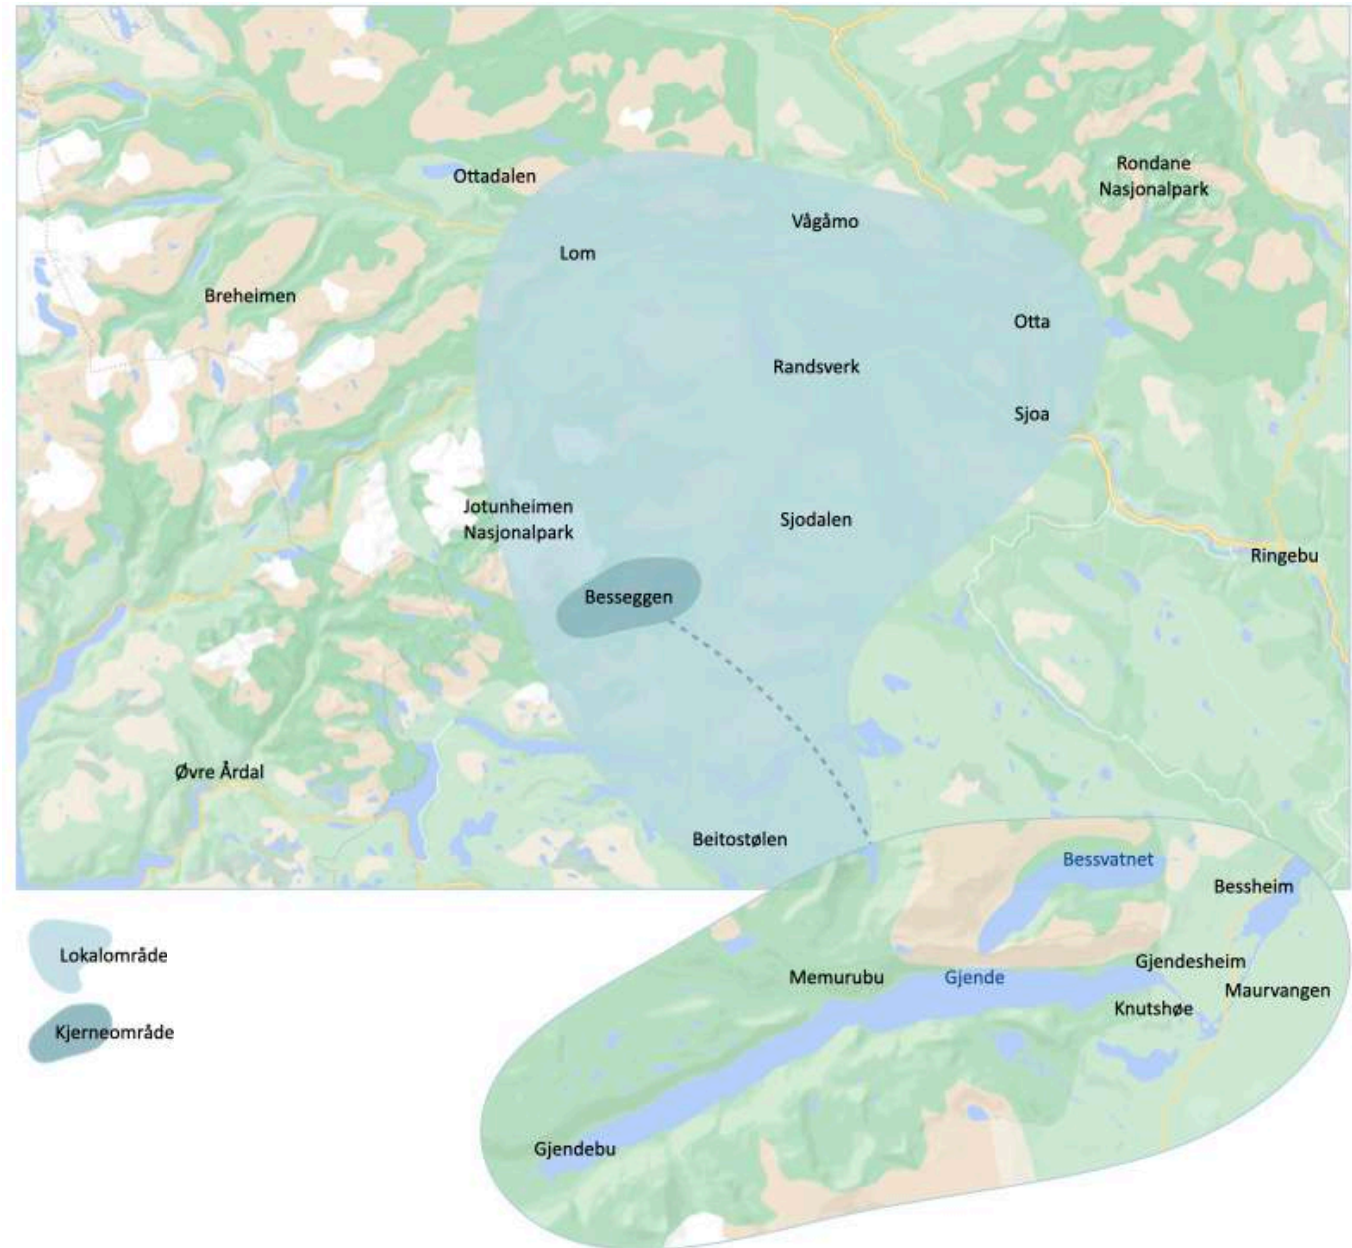 Rondane
Nasjonalpark
Ottadalen
Vågåmo
Lom
Breheimen
Otta
Randsverk
Sjoa
Jotunheimen
Nasjonalpark
Sjodalen
Ringebu
Besseggen
Øvre Årdal
Beitostølen
Bessvatnet
Bessheim
Lokalområde
Gjendesheim
Memurubu
Gjende
Maurvangen
Knutshøe
Kjerneområde
Gjendebu